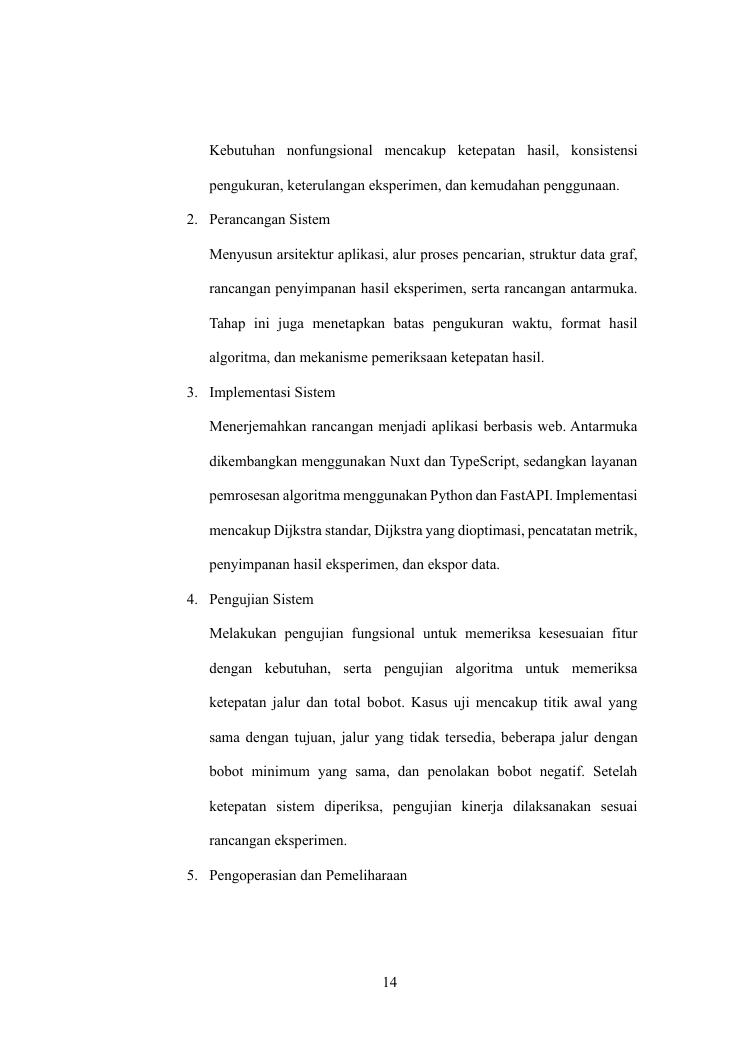 Kebutuhan nonfungsional mencakup ketepatan hasil, konsistensi
pengukuran, keterulangan eksperimen, dan kemudahan penggunaan.
2. Perancangan Sistem
Menyusun arsitektur aplikasi, alur proses pencarian, struktur data graf,
rancangan penyimpanan hasil eksperimen, serta rancangan antarmuka.
Tahap ini juga menetapkan batas pengukuran waktu, format hasil
algoritma, dan mekanisme pemeriksaan ketepatan hasil.
3. Implementasi Sistem
Menerjemahkan rancangan menjadi aplikasi berbasis web. Antarmuka
dikembangkan menggunakan Nuxt dan TypeScript, sedangkan layanan
pemrosesan algoritma menggunakan Python dan FastAPI. Implementasi
mencakup Dijkstra standar, Dijkstra yang dioptimasi, pencatatan metrik,
penyimpanan hasil eksperimen, dan ekspor data.
4. Pengujian Sistem
Melakukan pengujian fungsional untuk memeriksa kesesuaian fitur
dengan kebutuhan, serta pengujian algoritma untuk memeriksa
ketepatan jalur dan total bobot. Kasus uji mencakup titik awal yang
sama dengan tujuan, jalur yang tidak tersedia, beberapa jalur dengan
bobot minimum yang sama, dan penolakan bobot negatif. Setelah
ketepatan sistem diperiksa, pengujian kinerja dilaksanakan sesuai
rancangan eksperimen.
5. Pengoperasian dan Pemeliharaan
14